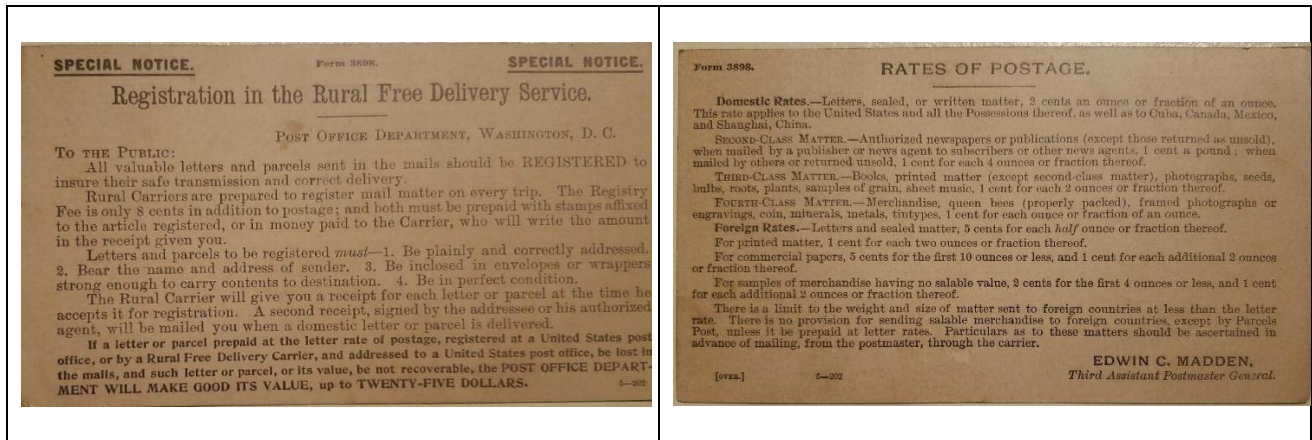 SPECIAL NOTICE. Form 3898. SPECIAL NOTICE.
Registration in the Rural Free Delivery Service.
POST OFFICE DEPARTMENT, WASHINGTON, D. C.
TO THE PUBLIC:
All valuable letters and parcels sent in the mails should be REGISTERED to
insure their safe transmission and correct delivery.
Rural Carriers are prepared to register mail matter on every trip. The Registry
Fee is only 8 cents in addition to postage; and both must be prepaid with stamps affixed
to the article registered, or in money paid to the Carrier, who will write the amount
in the receipt given you.
Letters and parcels to be registered must—1. Be plainly and correctly addressed.
2. Bear the name and address of sender. 3. Be inclosed in envelopes or wrappers
strong enough to carry contents to destination. 4. Be in perfect condition.
The Rural Carrier will give you a receipt for each letter or parcel at the time he
accepts it for registration. A second receipt, signed by the addressee or his authorized
agent, will be mailed you when a domestic letter or parcel is delivered.
If a letter or parcel prepaid at the letter rate of postage, registered at a United States post
office, or by a Rural Free Delivery Carrier, and addressed to a United States post office, be lost in
the mails, and such letter or parcel, or its value, be not recoverable, the POST OFFICE DEPART-
MENT WILL MAKE GOOD ITS VALUE, up to TWENTY-FIVE DOLLARS. 5—202
Form 3898. RATES OF POSTAGE.
Domestic Rates.—Letters, sealed, or written matter, 2 cents an ounce or fraction of an ounce.
This rate applies to the United States and all the Possessions thereof, as well as to Cuba, Canada, Mexico,
and Shanghai, China.
SECOND-CLASS MATTER.—Authorized newspapers or publications (except those returned as unsold),
when mailed by a publisher or news agent to subscribers or other news agents, 1 cent a pound; when
mailed by others or returned unsold, 1 cent for each 4 ounces or fraction thereof.
THIRD-CLASS MATTER.—Books, printed matter (except second-class matter), photographs, seeds,
bulbs, roots, plants, samples of grain, sheet music, 1 cent for each 2 ounces or fraction thereof.
FOURTH-CLASS MATTER.—Merchandise, queen bees (properly packed), framed photographs or
engravings, coin, minerals, metals, tintypes, 1 cent for each ounce or fraction of an ounce.
Foreign Rates.—Letters and sealed matter, 5 cents for each half ounce or fraction thereof.
For printed matter, 1 cent for each two ounces or fraction thereof.
For commercial papers, 5 cents for the first 10 ounces or less, and 1 cent for each additional 2 ounces
or fraction thereof.
For samples of merchandise having no salable value, 2 cents for the first 4 ounces or less, and 1 cent
for each additional 2 ounces or fraction thereof.
There is a limit to the weight and size of matter sent to foreign countries at less than the letter
rate. There is no provision for sending salable merchandise to foreign countries, except by Parcels
Post, unless it be prepaid at letter rates. Particulars as to these matters should be ascertained in
advance of mailing, from the postmaster, through the carrier.
EDWIN C. MADDEN,
[OVER.] 5—202 Third Assistant Postmaster General.